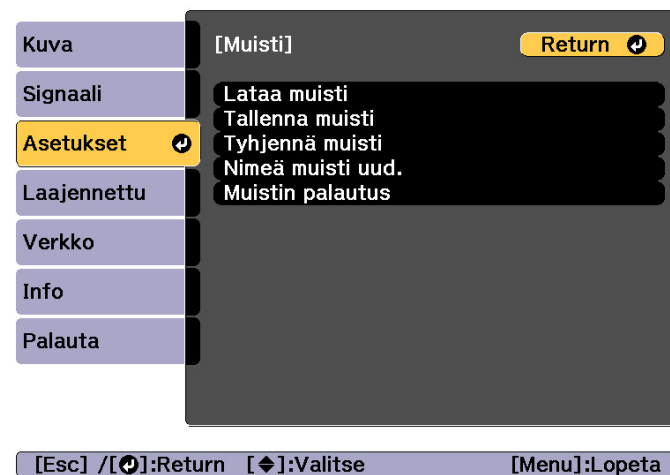 Kuva
Signaali
Asetukset
Laajennettu
Verkko
Info
Palauta
[Muisti]
Return
Lataa muisti
Tallenna muisti
Tyhjennä muisti
Nimeä muisti uud.
Muistin palautus
[Esc] /[↵]:Return [◆]:Valitse [Menu]:Lopeta